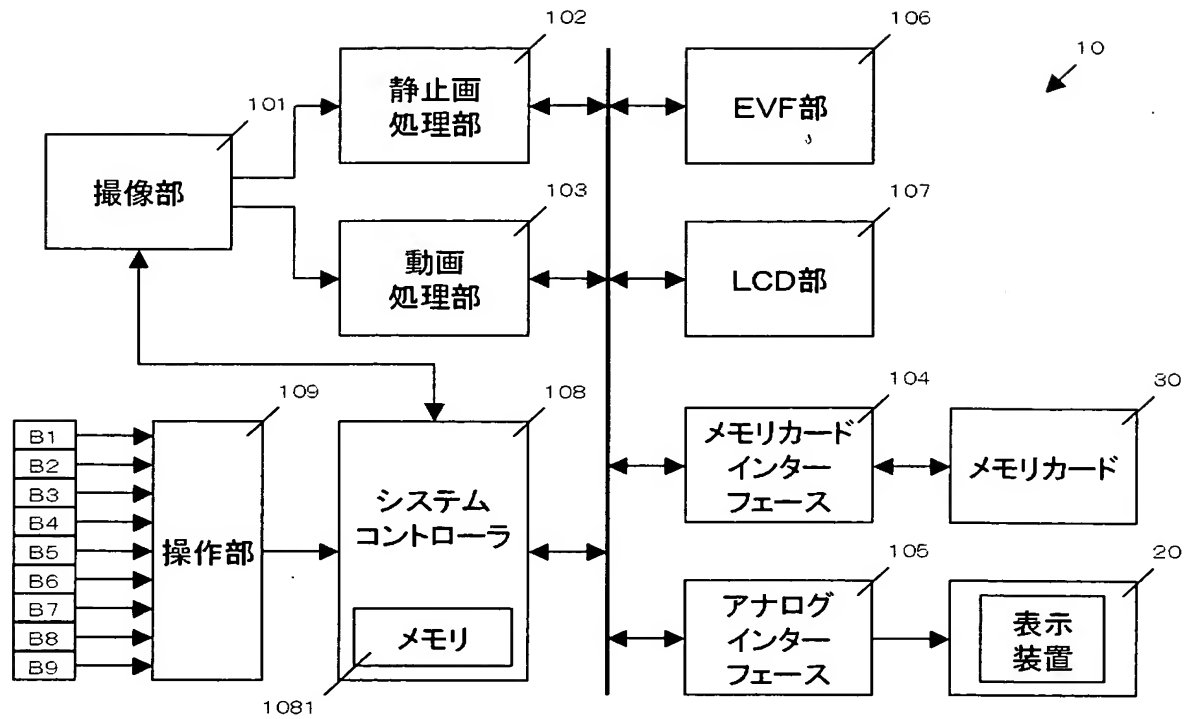 102
静止画
処理部
106
EVF部
10
101
撮像部
103
動画
処理部
107
LCD部
109
操作部
B1
B2
B3
B4
B5
B6
B7
B8
B9
108
システム
コントローラ
メモリ
1081
104
メモリカード
インター
フェース
30
メモリカード
105
アナログ
インター
フェース
20
表示
装置